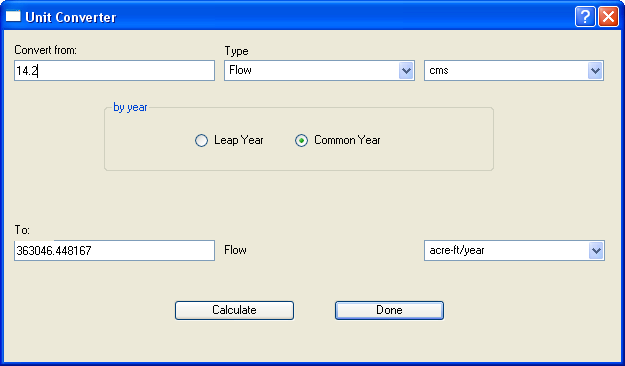 Unit Converter
Convert from:
Type
14.2
Flow
cms
by year
Leap Year
Common Year
To:
363046.448167
Flow
acre-ft/year
Calculate
Done